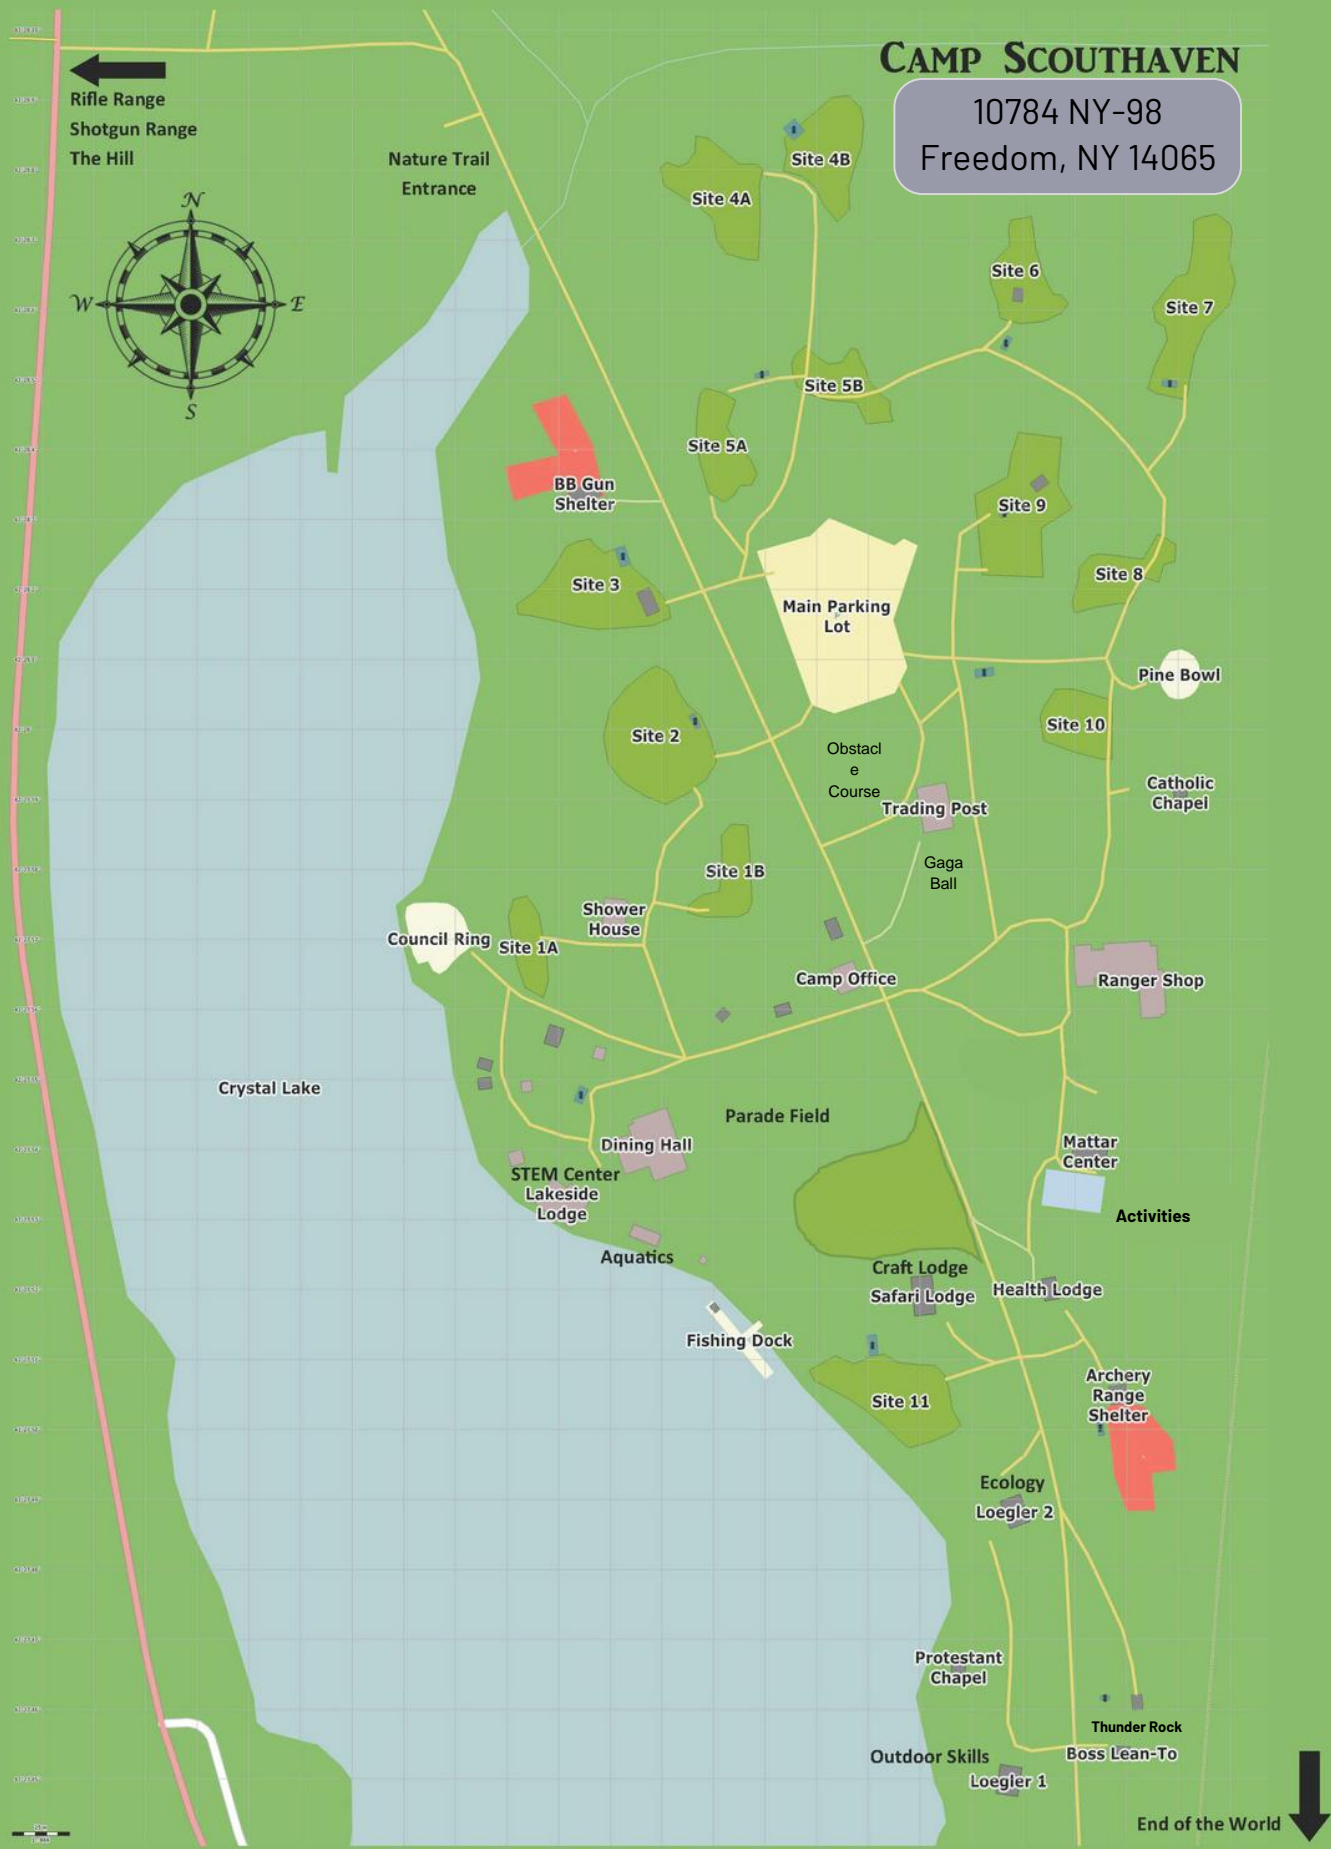 CAMP SCOUTHAVEN
10784 NY-98
Freedom, NY 14065
Rifle Range
Shotgun Range
The Hill
Nature Trail
Entrance
N
W
E
S
Site 4B
Site 4A
Site 6
Site 7
Site 5B
Site 5A
BB Gun
Shelter
Site 9
Site 3
Site 8
Main Parking
Lot
Pine Bowl
Site 2
Site 10
Obstacl
e
Course
Catholic
Chapel
Trading Post
Gaga
Ball
Site 1B
Shower
House
Council Ring
Site 1A
Camp Office
Ranger Shop
Crystal Lake
Parade Field
Dining Hall
Mattar
Center
STEM Center
Lakeside
Lodge
Activities
Aquatics
Craft Lodge
Safari Lodge
Health Lodge
Fishing Dock
Archery
Range
Shelter
Site 11
Ecology
Loegler 2
Protestant
Chapel
Thunder Rock
Boss Lean-To
Outdoor Skills
Loegler 1
End of the World